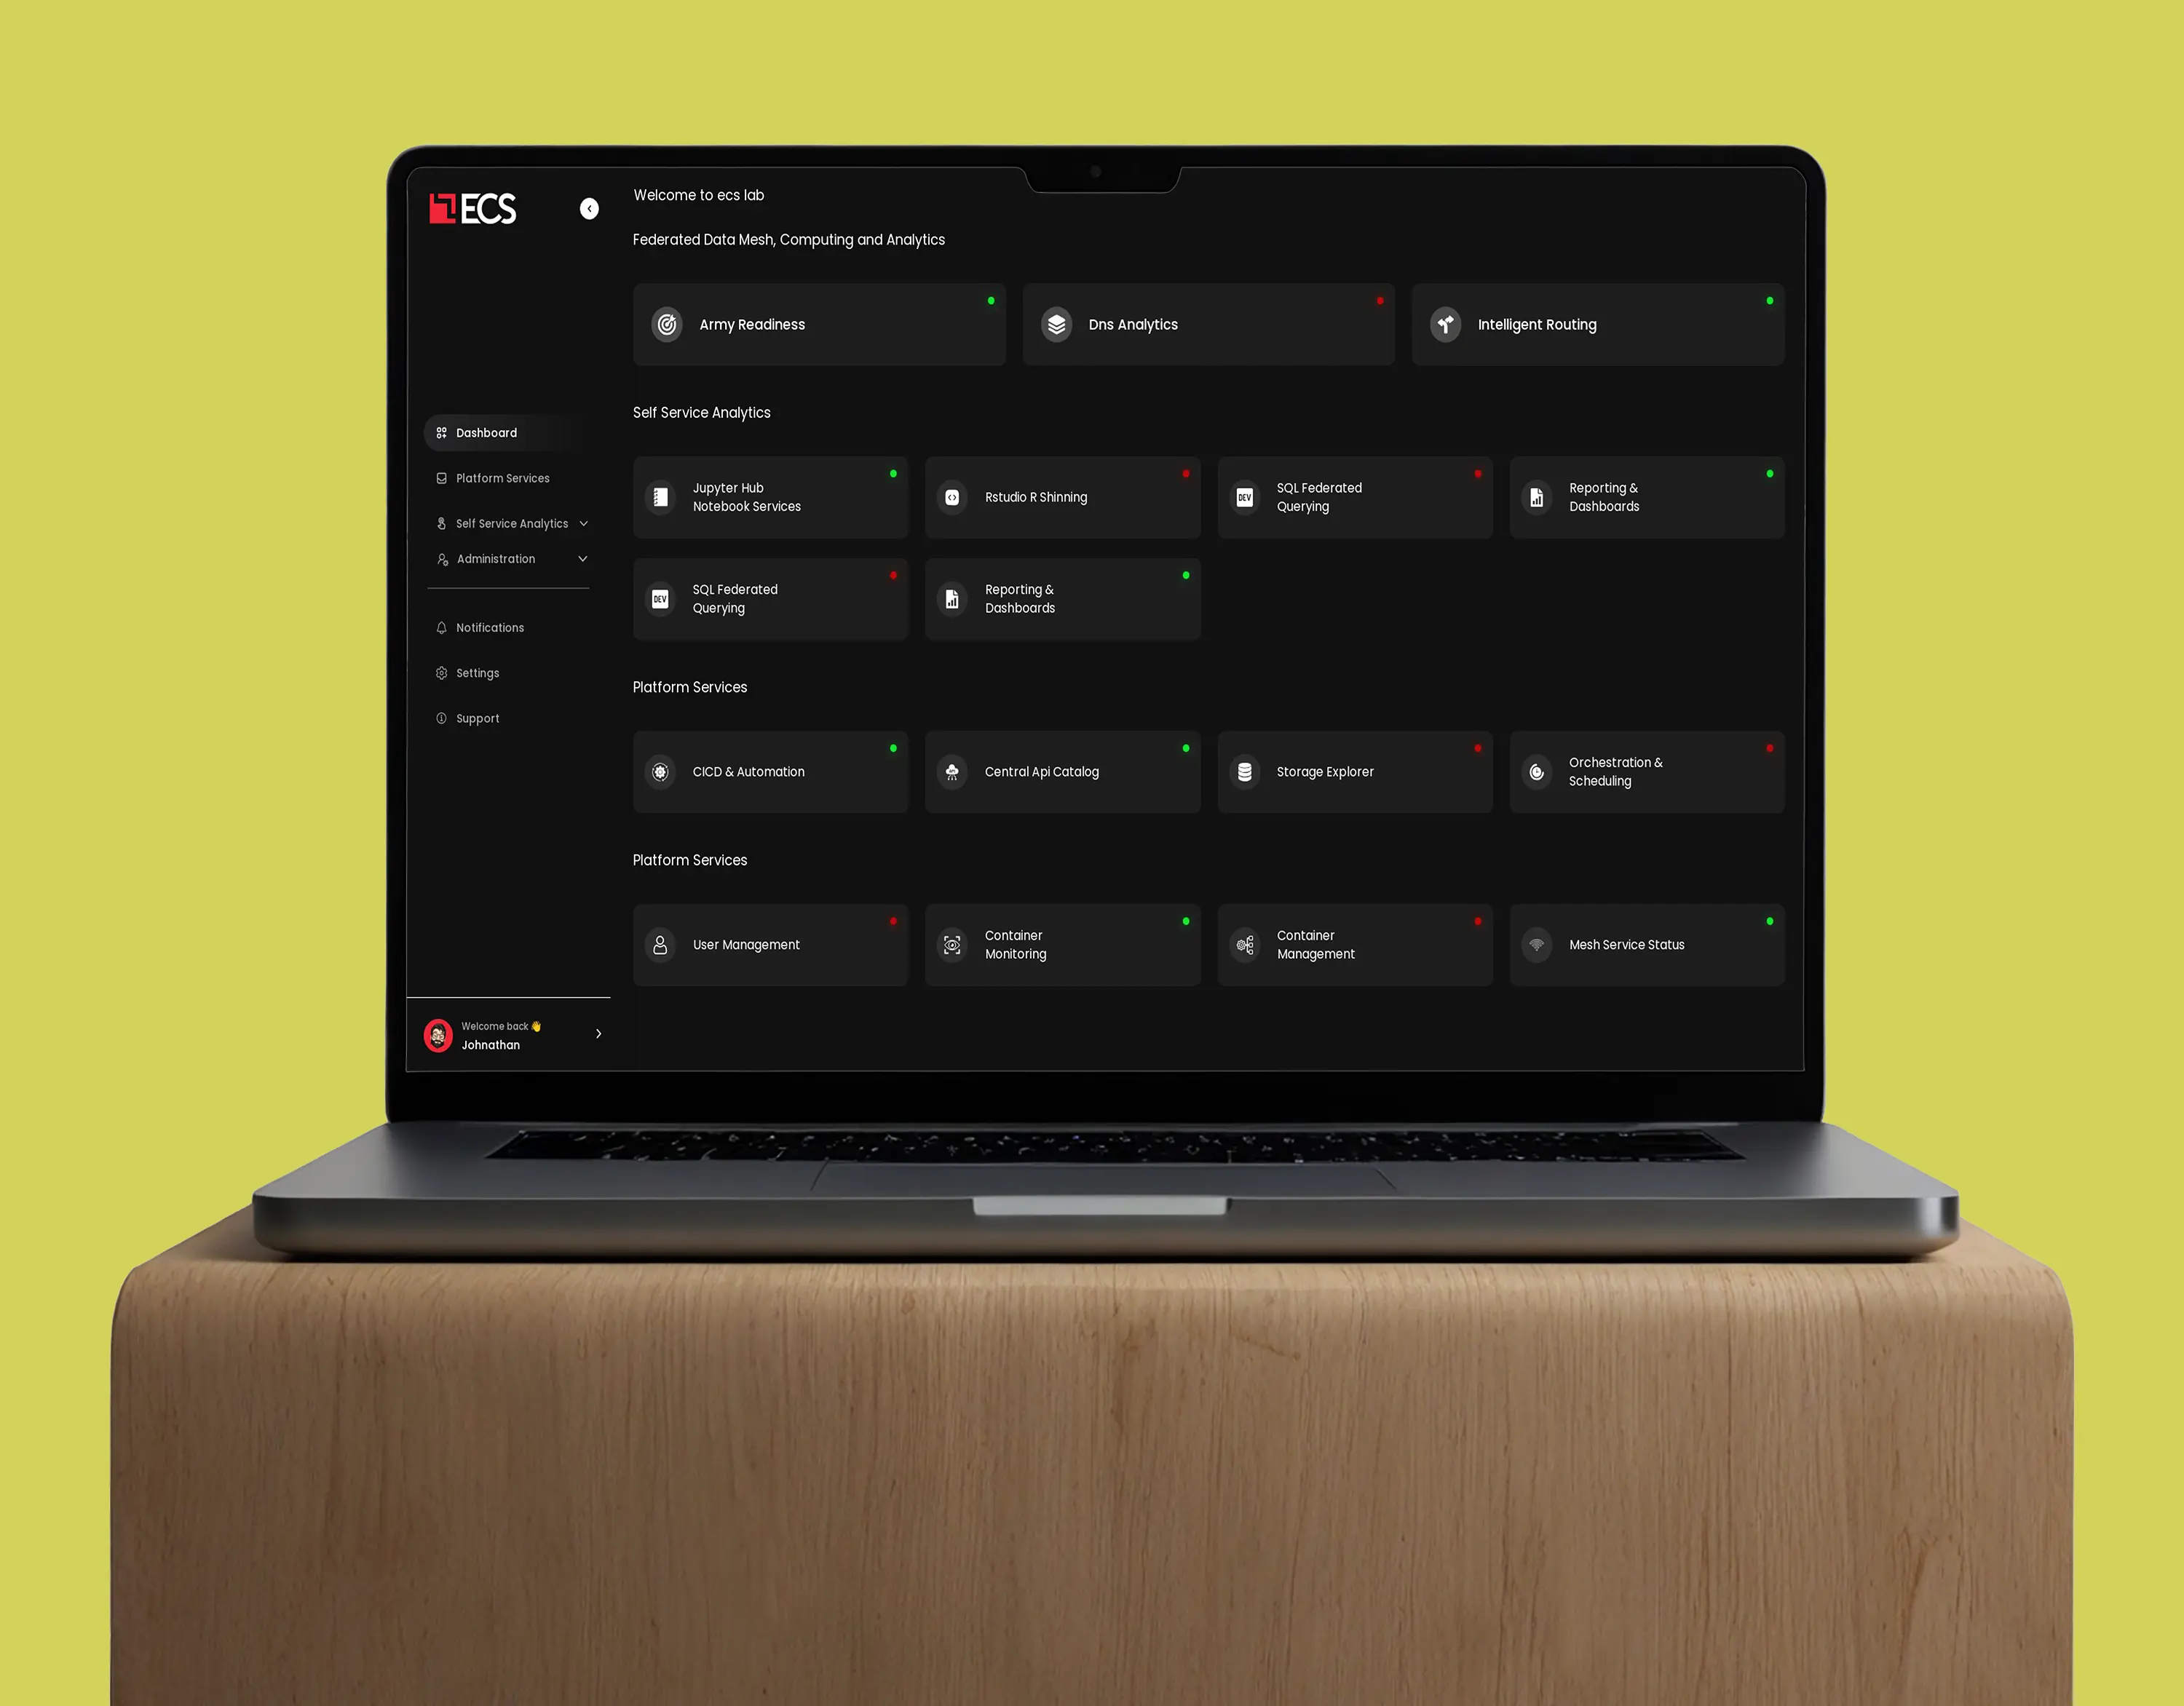 ECS
Dashboard
Platform Services
Self Service Analytics
Administration
Notifications
Settings
Support
Welcome back 👋
Johnathan
Welcome to ecs lab
Federated Data Mesh, Computing and Analytics
Army Readiness
Dns Analytics
Intelligent Routing
Self Service Analytics
Jupyter Hub
Notebook Services
Rstudio R Shinning
DEV
SQL Federated
Querying
Reporting &
Dashboards
DEV
SQL Federated
Querying
Reporting &
Dashboards
Platform Services
CICD & Automation
Central Api Catalog
Storage Explorer
Orchestration &
Scheduling
Platform Services
User Management
Container
Monitoring
Container
Management
Mesh Service Status